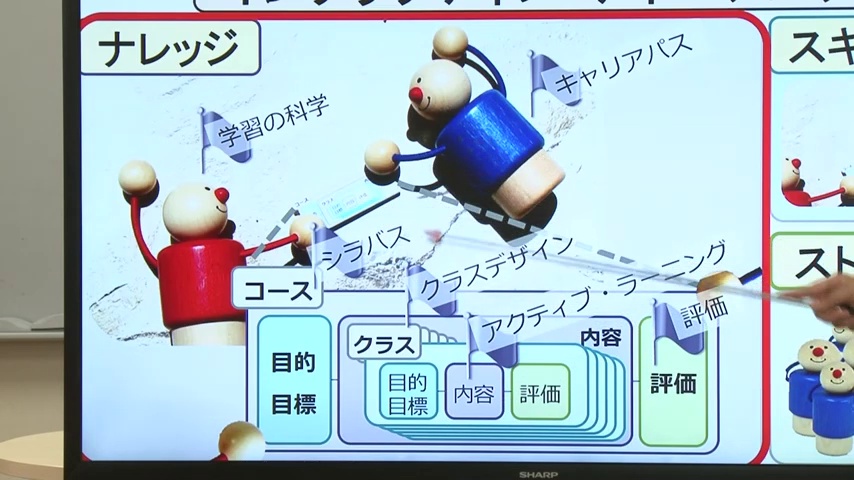 ナレッジ
スキ
キャリアパス
学習の科学
シラバス
クラスデザイン
アクティブ・ラーニング
評価
コース
スト
クラス
内容
目的
目標
目的
目標
内容
評価
評価
SHARP